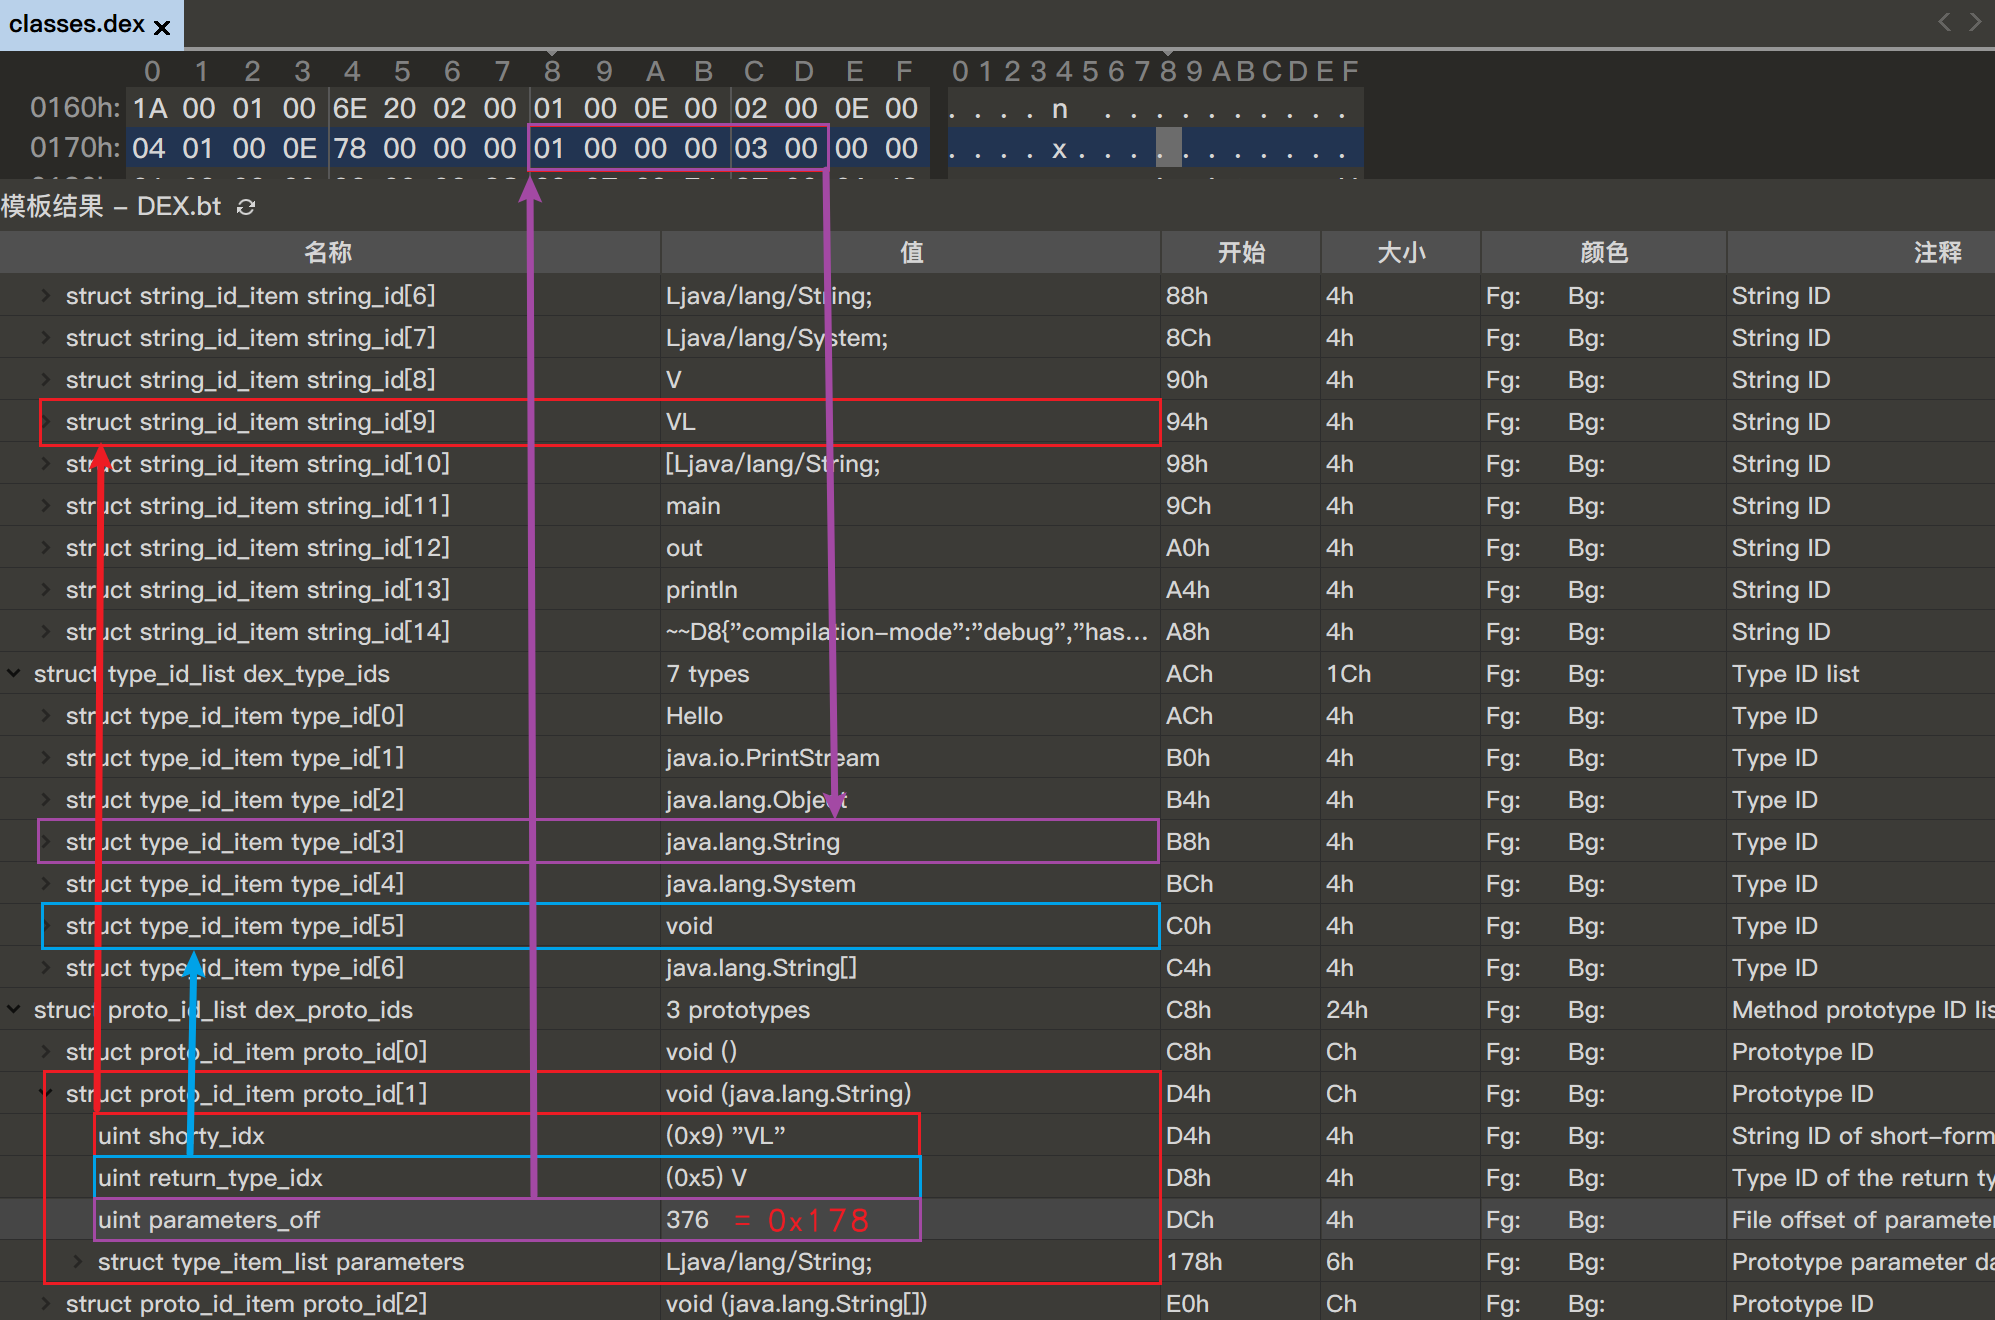 classes.dex
0 1 2 3 4 5 6 7 8 9 A B C D E F 0 1 2 3 4 5 6 7 8 9 A B C D E F
0160h: 1A 00 01 00 6E 20 02 00 01 00 0E 00 02 00 0E 00 . . . . n . . . . . . . . . .
0170h: 04 01 00 0E 78 00 00 00 01 00 00 00 03 00 00 00 . . . . x . . . . . . . . . . .
模板结果 - DEX.bt
名称 值 开始 大小 颜色 注释
struct string_id_item string_id[6] Ljava/lang/String; 88h 4h Fg: Bg: String ID
struct string_id_item string_id[7] Ljava/lang/System; 8Ch 4h Fg: Bg: String ID
struct string_id_item string_id[8] V 90h 4h Fg: Bg: String ID
struct string_id_item string_id[9] VL 94h 4h Fg: Bg: String ID
struct string_id_item string_id[10] [Ljava/lang/String; 98h 4h Fg: Bg: String ID
struct string_id_item string_id[11] main 9Ch 4h Fg: Bg: String ID
struct string_id_item string_id[12] out A0h 4h Fg: Bg: String ID
struct string_id_item string_id[13] println A4h 4h Fg: Bg: String ID
struct string_id_item string_id[14] ~~D8{"compilation-mode":"debug","has... A8h 4h Fg: Bg: String ID
struct type_id_list dex_type_ids 7 types ACh 1Ch Fg: Bg: Type ID list
struct type_id_item type_id[0] Hello ACh 4h Fg: Bg: Type ID
struct type_id_item type_id[1] java.io.PrintStream B0h 4h Fg: Bg: Type ID
struct type_id_item type_id[2] java.lang.Object B4h 4h Fg: Bg: Type ID
struct type_id_item type_id[3] java.lang.String B8h 4h Fg: Bg: Type ID
struct type_id_item type_id[4] java.lang.System BCh 4h Fg: Bg: Type ID
struct type_id_item type_id[5] void C0h 4h Fg: Bg: Type ID
struct type_id_item type_id[6] java.lang.String[] C4h 4h Fg: Bg: Type ID
struct proto_id_list dex_proto_ids 3 prototypes C8h 24h Fg: Bg: Method prototype ID lis
struct proto_id_item proto_id[0] void () C8h Ch Fg: Bg: Prototype ID
struct proto_id_item proto_id[1] void (java.lang.String) D4h Ch Fg: Bg: Prototype ID
uint shorty_idx (0x9) "VL" D4h 4h Fg: Bg: String ID of short-form
uint return_type_idx (0x5) V D8h 4h Fg: Bg: Type ID of the return ty
uint parameters_off 376 = 0x178 DCh 4h Fg: Bg: File offset of parameter
struct type_item_list parameters Ljava/lang/String; 178h 6h Fg: Bg: Prototype parameter da
struct proto_id_item proto_id[2] void (java.lang.String[]) E0h Ch Fg: Bg: Prototype ID